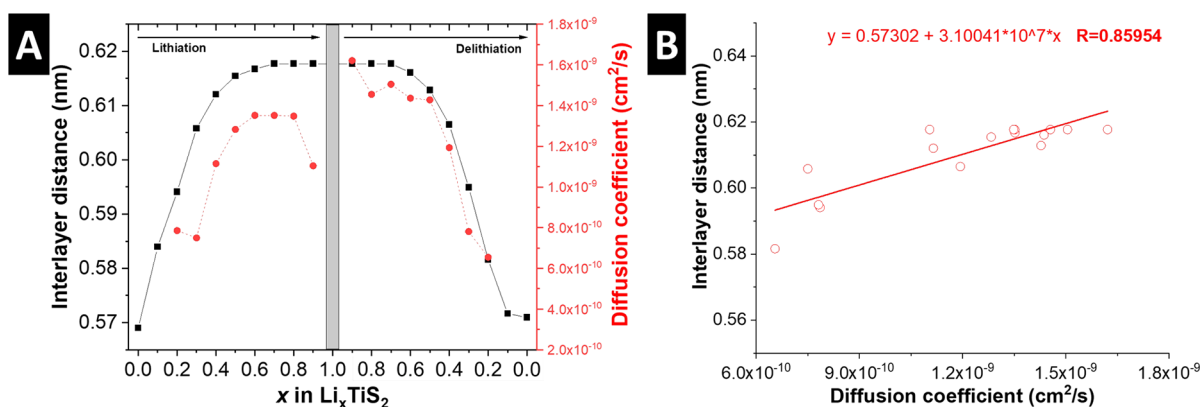 A
Lithiation
Delithiation
Interlayer distance (nm)
0.62
0.61
0.60
0.59
0.58
0.57
0.0 0.2 0.4 0.6 0.8 1.0 0.8 0.6 0.4 0.2 0.0
x in LiₓTiS₂
1.8x10⁻⁹
1.6x10⁻⁹
1.4x10⁻⁹
1.2x10⁻⁹
1.0x10⁻⁹
8.0x10⁻¹⁰
6.0x10⁻¹⁰
4.0x10⁻¹⁰
2.0x10⁻¹⁰
Diffusion coefficient (cm²/s)
B
y = 0.57302 + 3.10041*10^7*x R=0.85954
Interlayer distance (nm)
0.64
0.62
0.60
0.58
0.56
6.0x10⁻¹⁰ 9.0x10⁻¹⁰ 1.2x10⁻⁹ 1.5x10⁻⁹ 1.8x10⁻⁹
Diffusion coefficient (cm²/s)